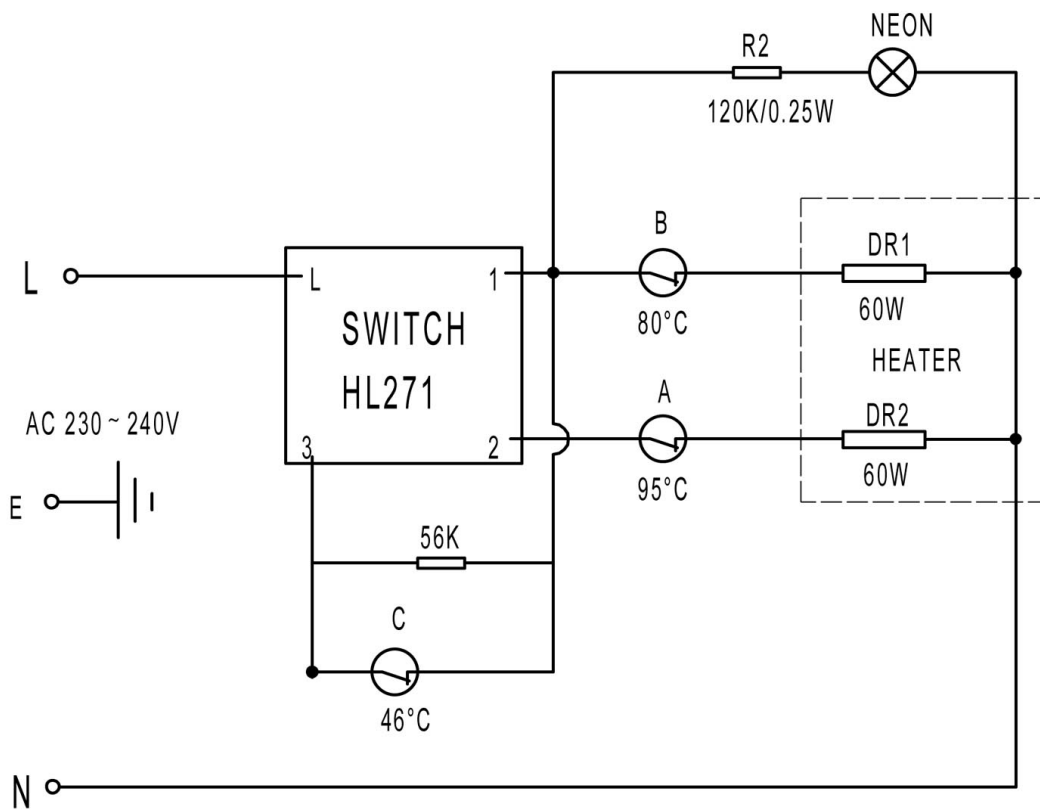 NEON
R2
120K/0.25W
B
DR1
L
L
1
80°C
60W
SWITCH
HL271
HEATER
A
AC 230 ~ 240V
DR2
3
2
95°C
60W
E
56K
C
46°C
N